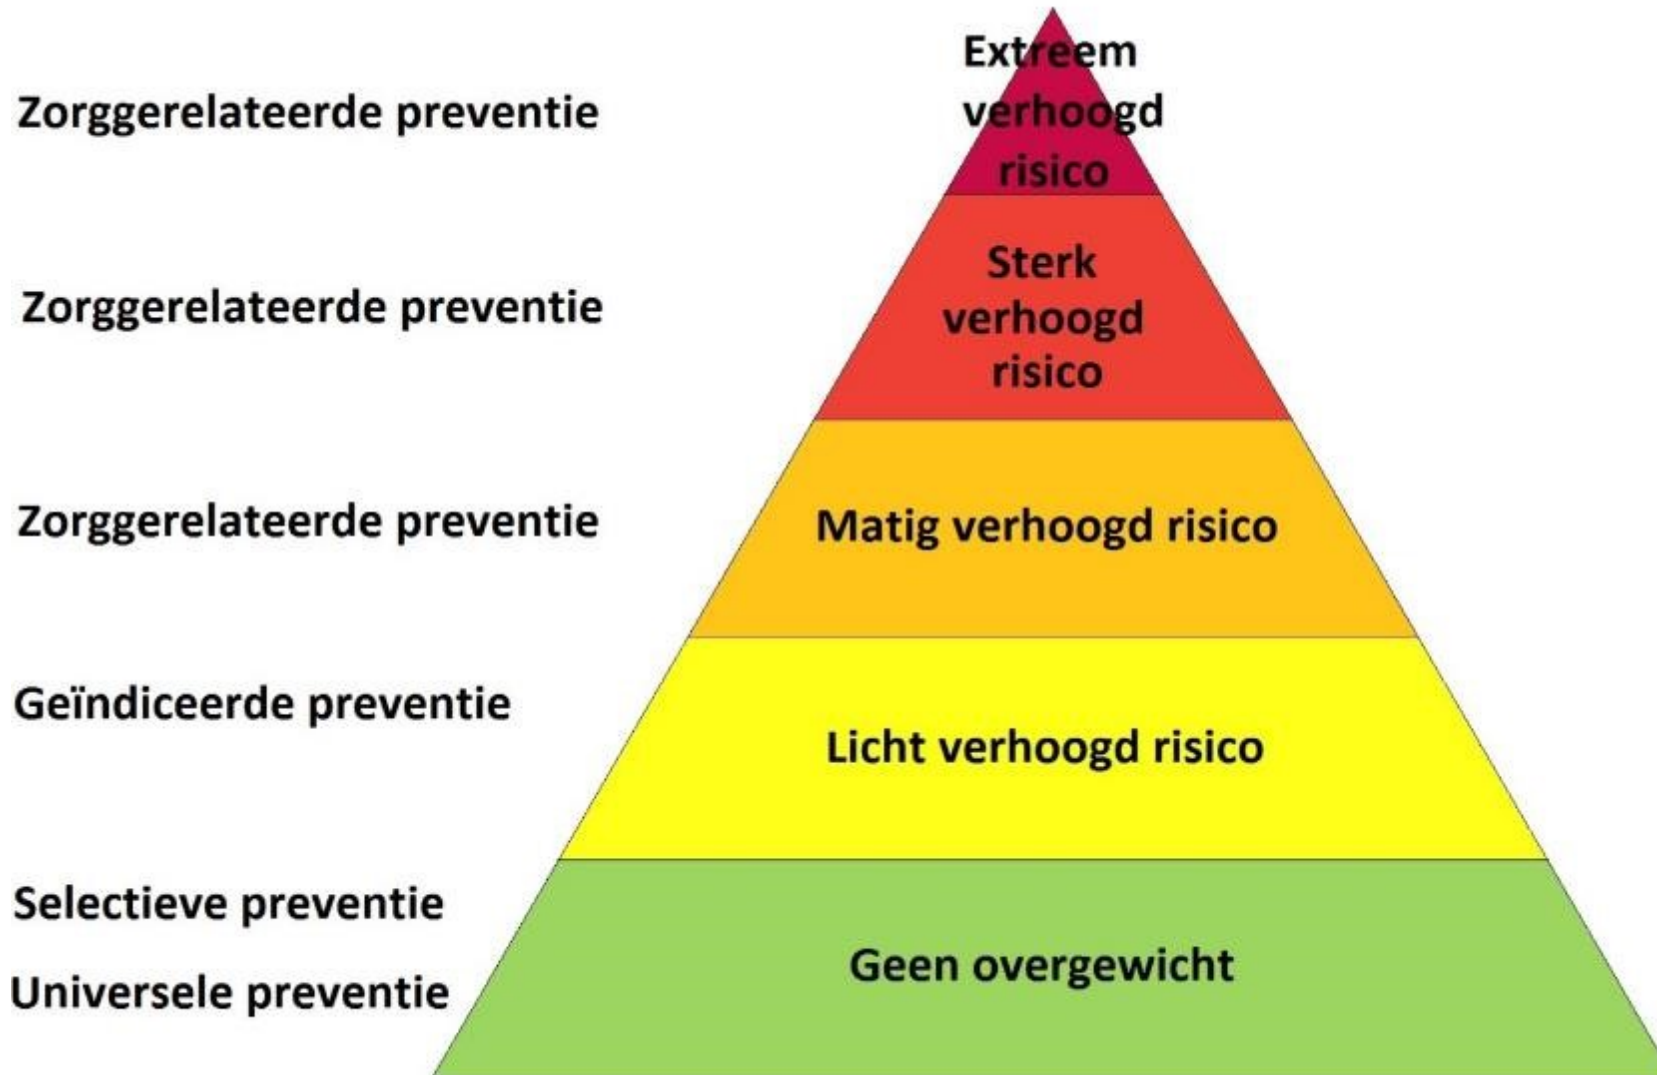 Extreem
verhoogd
risico
Zorggerelateerde preventie
Sterk
verhoogd
risico
Zorggerelateerde preventie
Matig verhoogd risico
Zorggerelateerde preventie
Licht verhoogd risico
Geïndiceerde preventie
Selectieve preventie
Geen overgewicht
Universele preventie